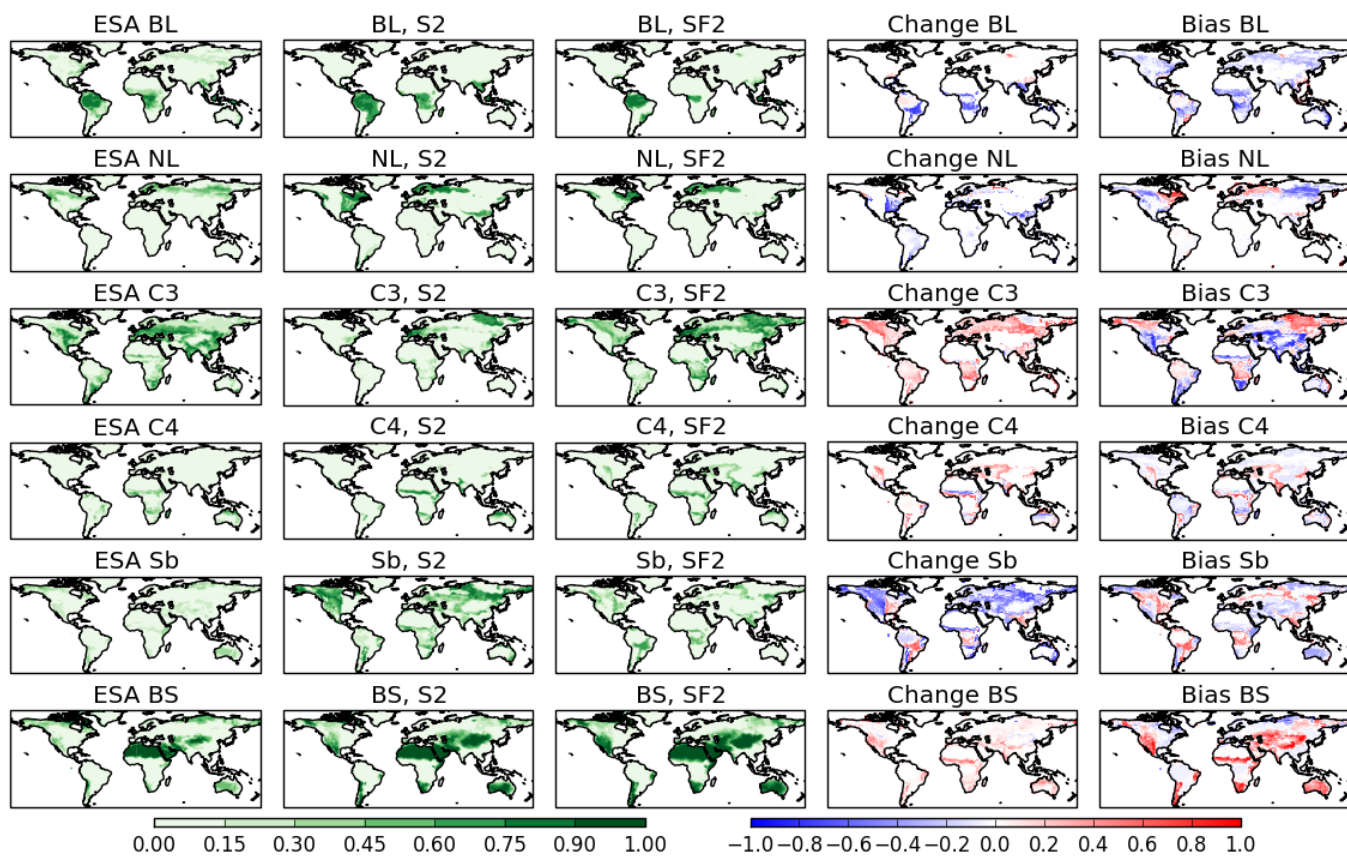 ESA BL BL, S2 BL, SF2 Change BL Bias BL
ESA NL NL, S2 NL, SF2 Change NL Bias NL
ESA C3 C3, S2 C3, SF2 Change C3 Bias C3
ESA C4 C4, S2 C4, SF2 Change C4 Bias C4
ESA Sb Sb, S2 Sb, SF2 Change Sb Bias Sb
ESA BS BS, S2 BS, SF2 Change BS Bias BS
0.00 0.15 0.30 0.45 0.60 0.75 0.90 1.00 −1.0 −0.8 −0.6 −0.4 −0.2 0.0 0.2 0.4 0.6 0.8 1.0